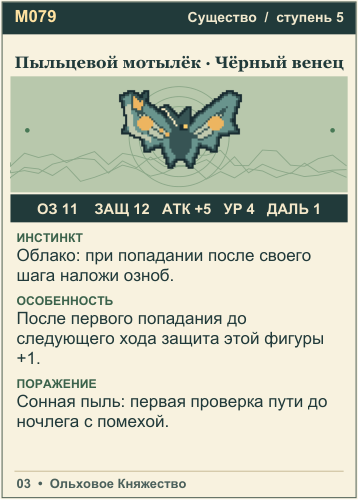 М079
Существо / ступень 5
Пыльцевой мотылёк · Чёрный венец
ОЗ 11 ЗАЩ 12 АТК +5 УР 4 ДАЛЬ 1
ИНСТИНКТ
Облако: при попадании после своего
шага наложи озноб.
ОСОБЕННОСТЬ
После первого попадания до
следующего хода защита этой фигуры
+1.
ПОРАЖЕНИЕ
Сонная пыль: первая проверка пути до
ночлега с помехой.
03 • Ольховое Княжество